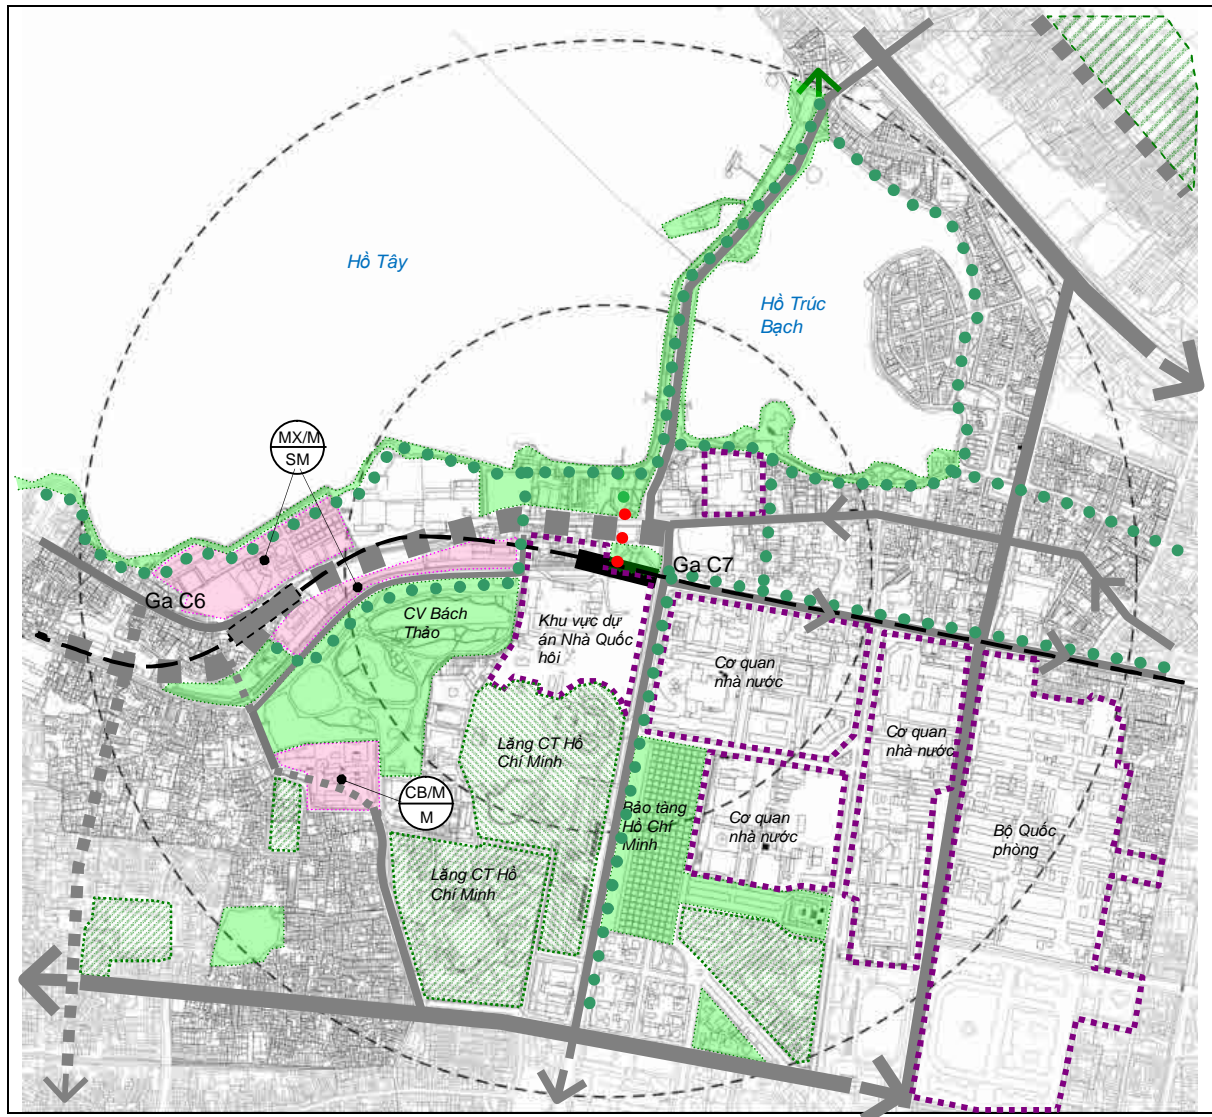 Hồ Tây
Hồ Trúc
Bạch
MX/M
SM
Ga C7
Ga C6
CV Bách
Thảo
Khu vực dự
án Nhà Quốc
hôi
Cơ quan
nhà nước
Cơ quan
nhà nước
Lăng CT Hồ
Chí Minh
CB/M
M
Bảo tàng
Hồ Chí
Minh
Cơ quan
nhà nước
Bộ Quốc
phòng
Lăng CT Hồ
Chí Minh